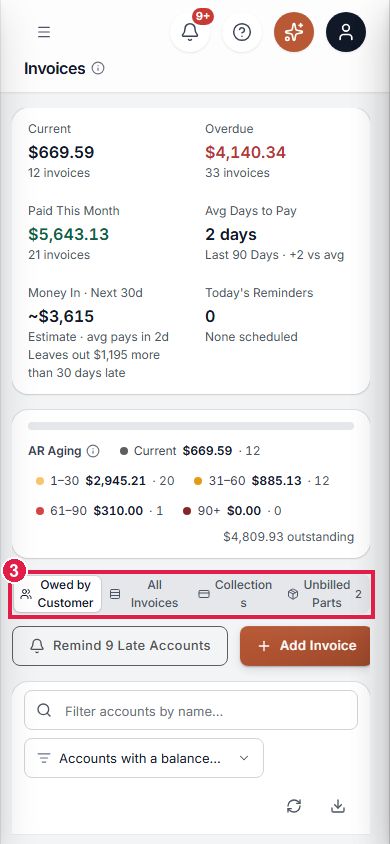 9+
Invoices
Current
$669.59
12 invoices
Overdue
$4,140.34
33 invoices
Paid This Month
$5,643.13
21 invoices
Avg Days to Pay
2 days
Last 90 Days · +2 vs avg
Money In · Next 30d
~$3,615
Estimate · avg pays in 2d
Leaves out $1,195 more
than 30 days late
Today's Reminders
0
None scheduled
AR Aging
Current $669.59 · 12
1–30 $2,945.21 · 20
31–60 $885.13 · 12
61–90 $310.00 · 1
90+ $0.00 · 0
$4,809.93 outstanding
3
Owed by
Customer
All
Invoices
Collection
s
Unbilled
Parts
2
Remind 9 Late Accounts
+ Add Invoice
Filter accounts by name...
Accounts with a balance...